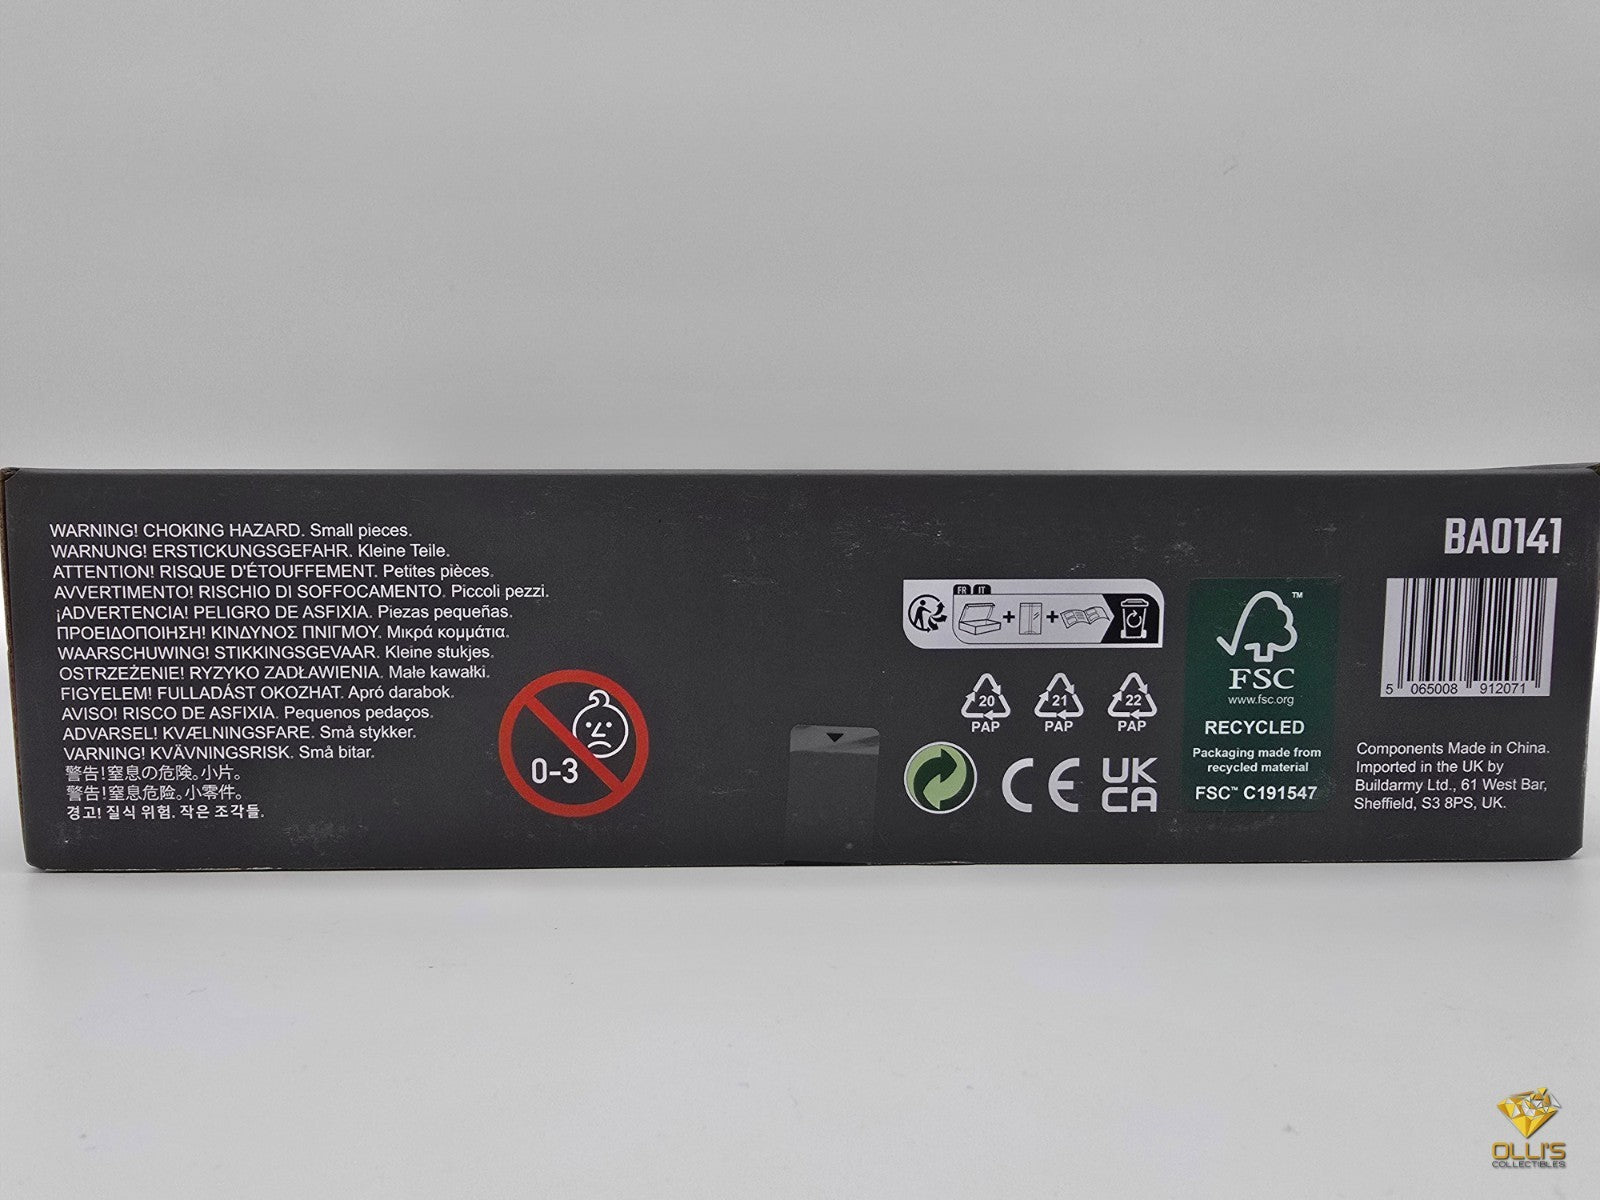 WARNING! CHOKING HAZARD. Small pieces.
WARNUNG! ERSTICKUNGSGEFAHR. Kleine Teile.
ATTENTION! RISQUE D'ÉTOUFFEMENT. Petites pièces.
AVVERTIMENTO! RISCHIO DI SOFFOCAMENTO. Piccoli pezzi.
¡ADVERTENCIA! PELIGRO DE ASFIXIA. Piezas pequeñas.
ΠΡΟΕΙΔΟΠΟΙΗΣΗ! ΚΙΝΔΥΝΟΣ ΠΝΙΓΜΟΥ. Μικρά κομμάτια.
WAARSCHUWING! STIKKINGSGEVAAR. Kleine stukjes.
OSTRZEŻENIE! RYZYKO ZADŁAWIENIA. Małe kawałki.
FIGYELEM! FULLADÁST OKOZHAT. Apró darabok.
AVISO! RISCO DE ASFIXIA. Pequenos pedaços.
ADVARSEL! KVÆLNINGSFARE. Små stykker.
VARNING! KVÄVNINGSRISK. Små bitar.
警告!窒息の危険。小片。
警告!窒息危险。小零件。
경고! 질식 위험. 작은 조각들.
0-3
FR IT
20 21 22
PAP PAP PAP
CE UK
CA
™
FSC
www.fsc.org
RECYCLED
Packaging made from
recycled material
FSC™ C191547
BA0141
5 065008 912071
Components Made in China.
Imported in the UK by
Buildarmy Ltd., 61 West Bar,
Sheffield, S3 8PS, UK.
OLLI'S
COLLECTIBLES